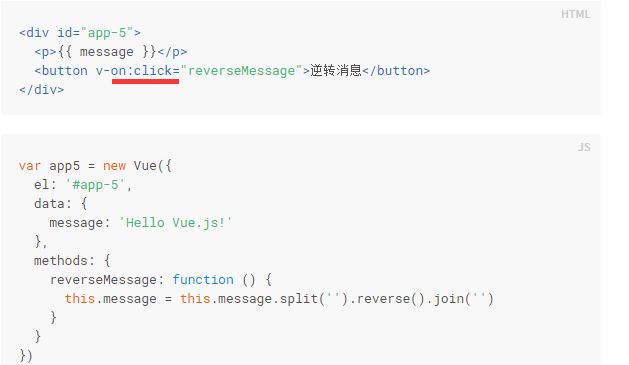 HTML
<div id="app-5">
  <p>{{ message }}</p>
  <button v-on:click="reverseMessage">逆转消息</button>
</div>
JS
var app5 = new Vue({
  el: '#app-5',
  data: {
    message: 'Hello Vue.js!'
  },
  methods: {
    reverseMessage: function () {
      this.message = this.message.split('').reverse().join('')
    }
  }
})